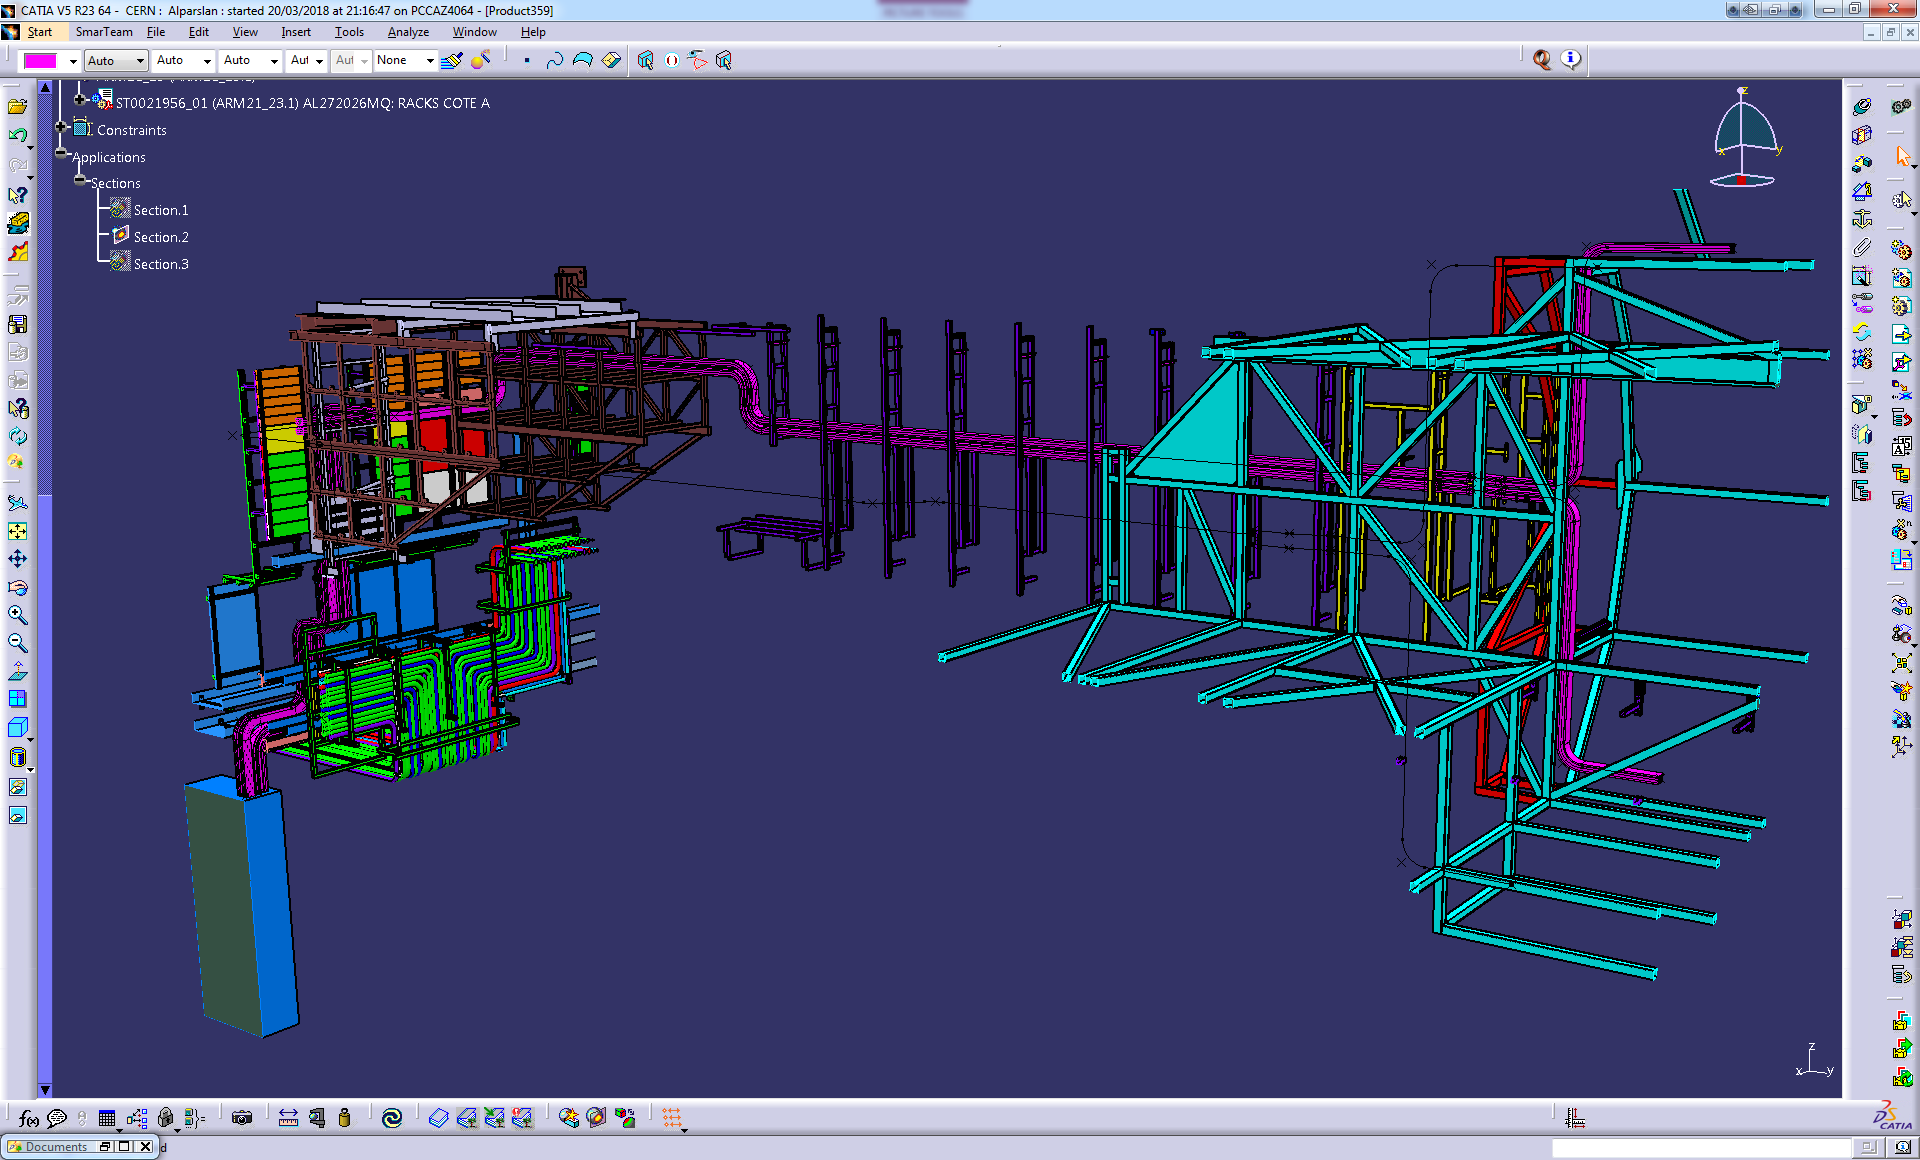 CATIA V5 R23 64 - CERN : Alparslan : started 20/03/2018 at 21:16:47 on PCCAZ4064 - [Product359]
Start SmarTeam File Edit View Insert Tools Analyze Window Help
Auto Auto Auto Aut Aut None
ST0021956_01 (ARM21_23.1) AL272026MQ: RACKS COTE A
Constraints
Applications
Sections
Section.1
Section.2
Section.3
z
x y
z
x y
f(x)
CATIA
Documents
d